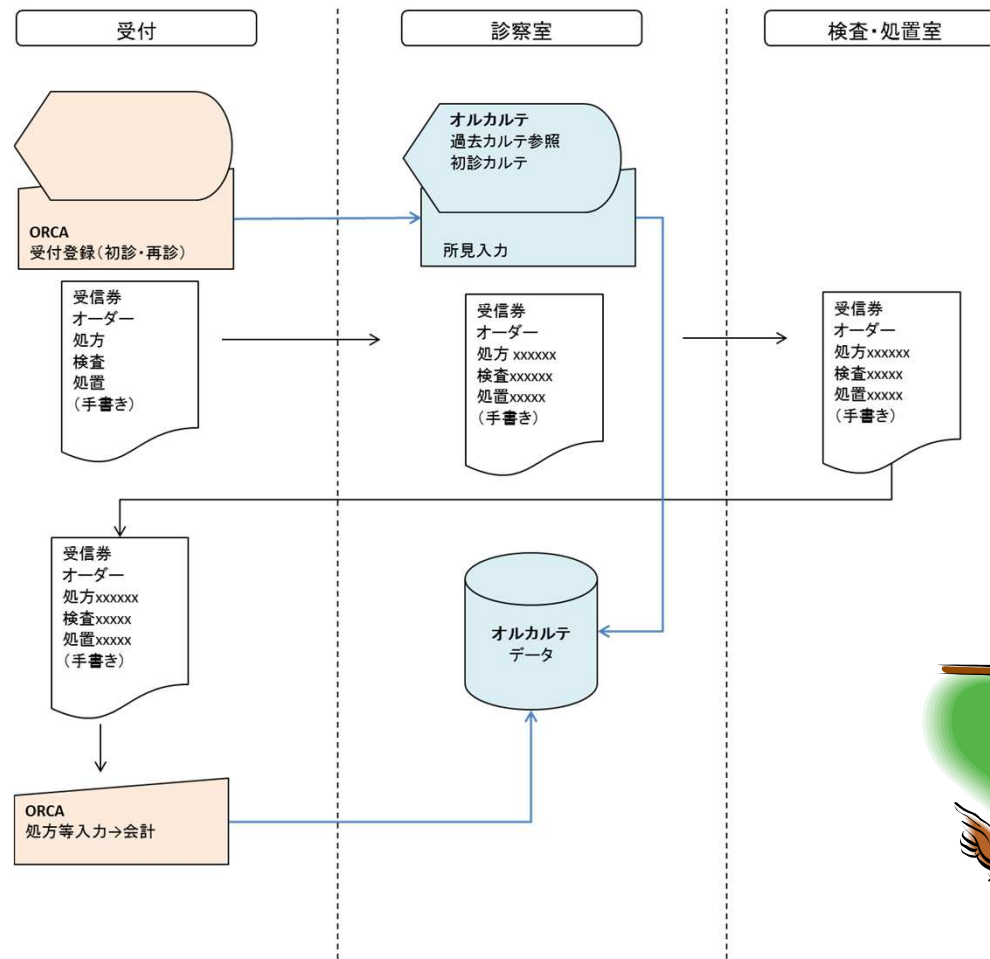 受付
診察室
検査・処置室
ORCA
受付登録(初診・再診)
オルカルテ
過去カルテ参照
初診カルテ
所見入力
受信券
オーダー
処方
検査
処置
(手書き)
受信券
オーダー
処方 xxxxxx
検査xxxxxx
処置xxxxx
(手書き)
受信券
オーダー
処方xxxxxx
検査xxxxx
処置xxxxx
(手書き)
受信券
オーダー
処方xxxxxx
検査xxxxx
処置xxxxx
(手書き)
オルカルテ
データ
ORCA
処方等入力→会計